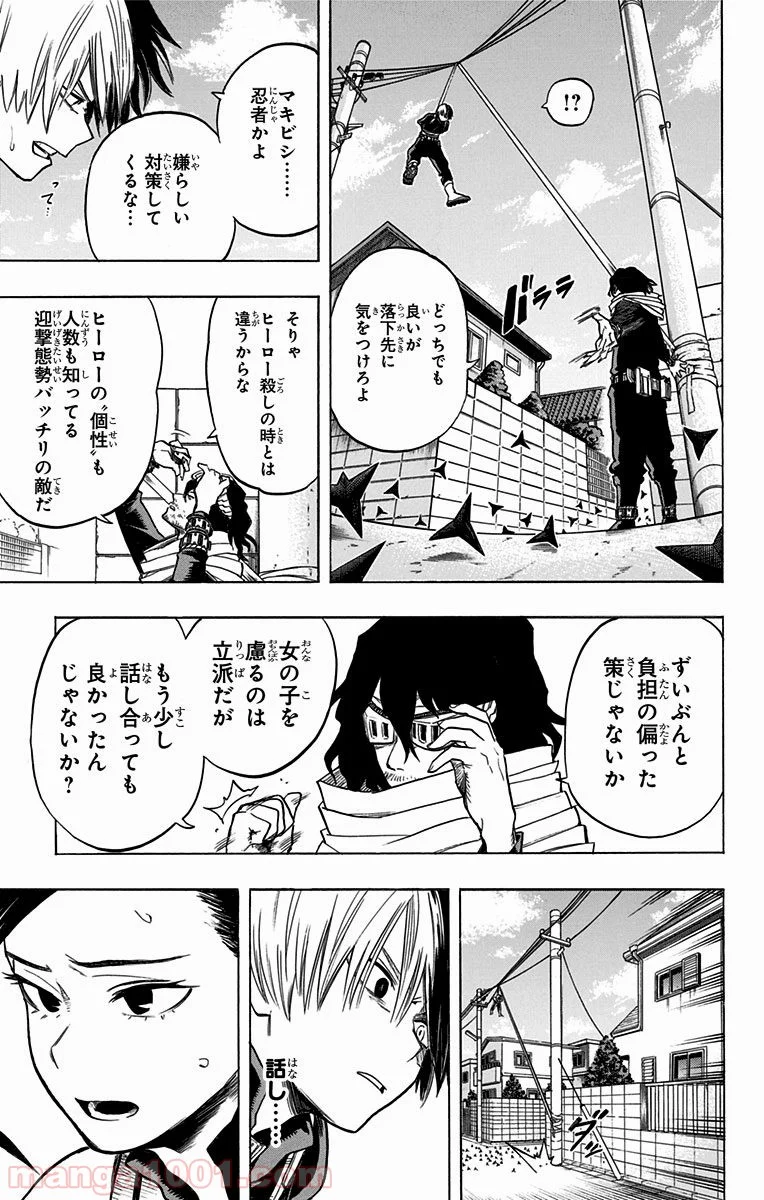 !?
どっちでも
良いが
落下先に
気をつけろよ
バララ
マキビシ……
忍者かよ
嫌らしい
対策して
くるな…
って…
そりゃ
ヒーロー殺しの時とは
違うからな
ヒーローの〝個性〟も
人数も知ってる
迎撃態勢バッチリの敵だ
ずいぶんと
負担の偏った
策じゃないか
女の子を
慮るのは
立派だが
もう少し
話し合っても
良かったん
じゃないか?
ダッ
話し……
manga1001.com